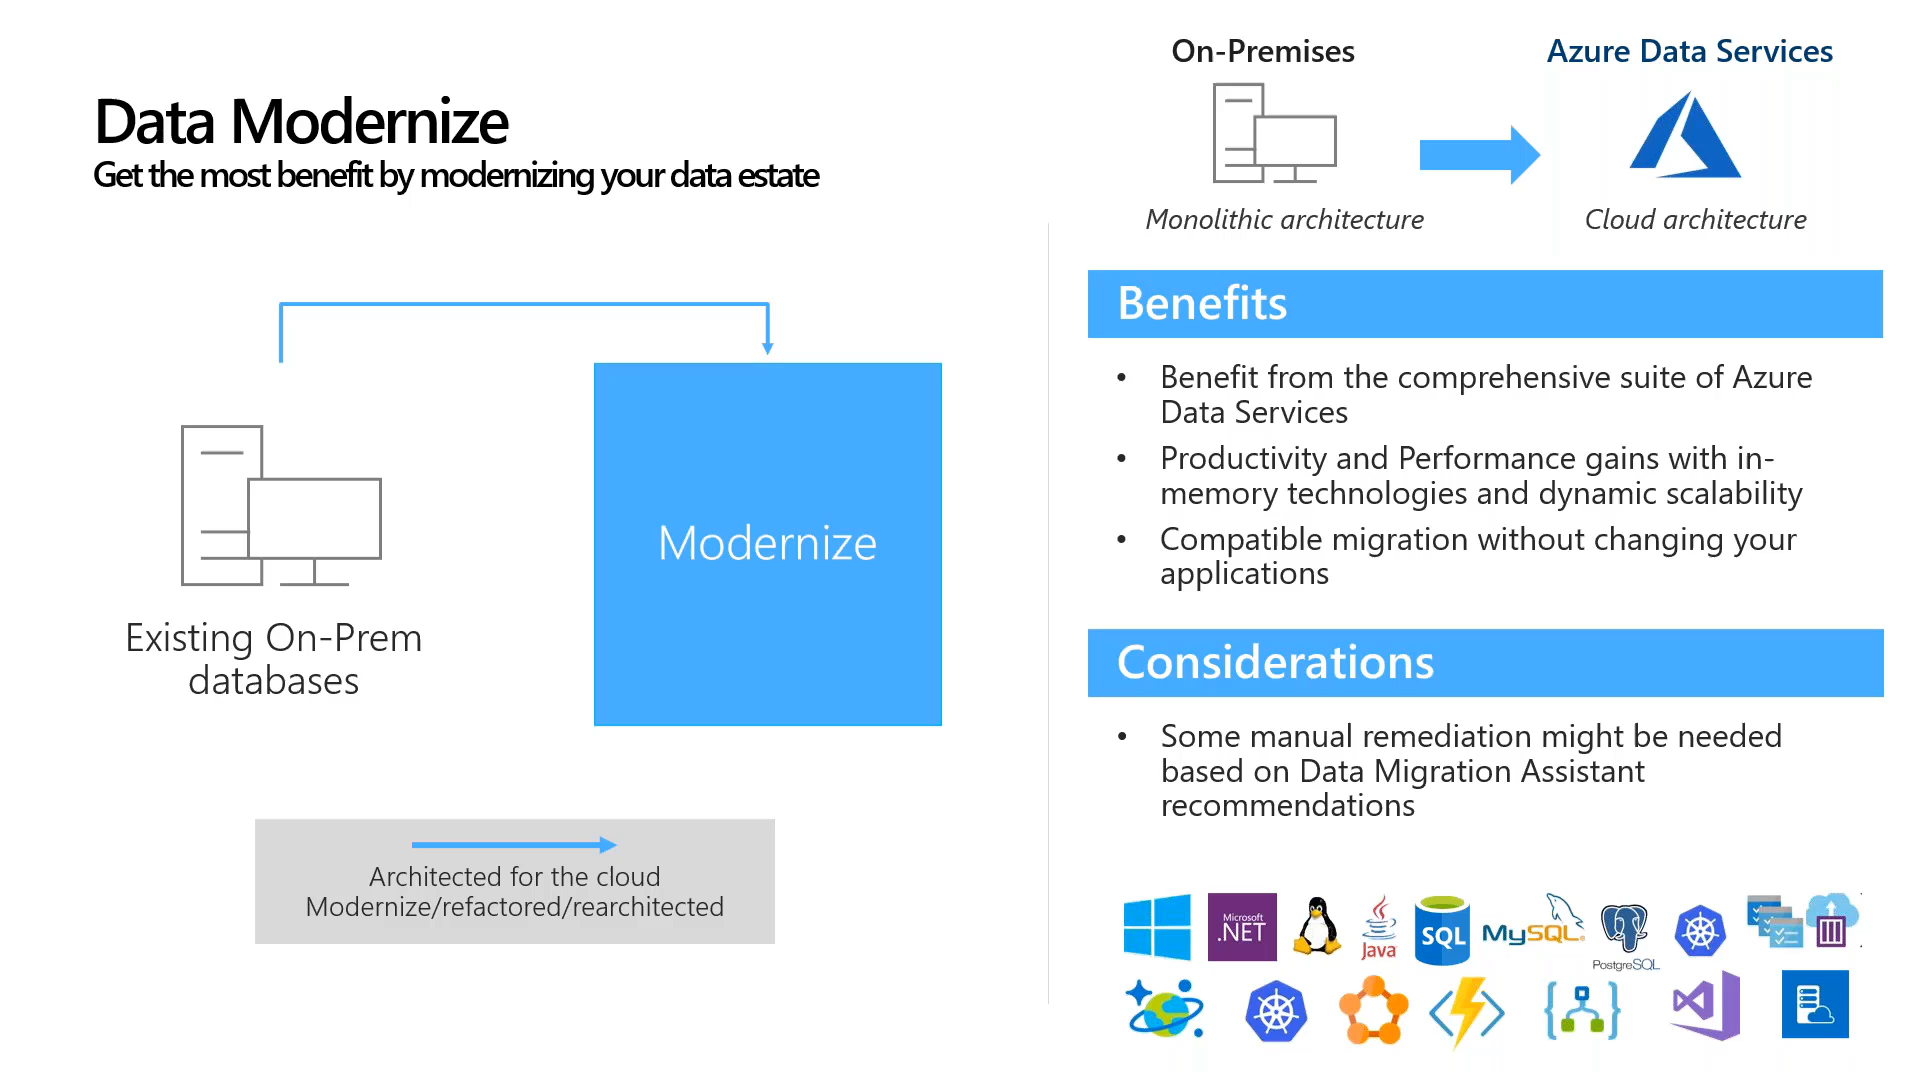 Data Modernize
Get the most benefit by modernizing your data estate
Existing On-Prem
databases
Modernize
Architected for the cloud
Modernize/refactored/rearchitected
On-Premises
Monolithic architecture
Azure Data Services
Cloud architecture
Benefits
• Benefit from the comprehensive suite of Azure
Data Services
• Productivity and Performance gains with in-
memory technologies and dynamic scalability
• Compatible migration without changing your
applications
Considerations
• Some manual remediation might be needed
based on Data Migration Assistant
recommendations
Microsoft
.NET
Java
SQL
MySQL
PostgreSQL